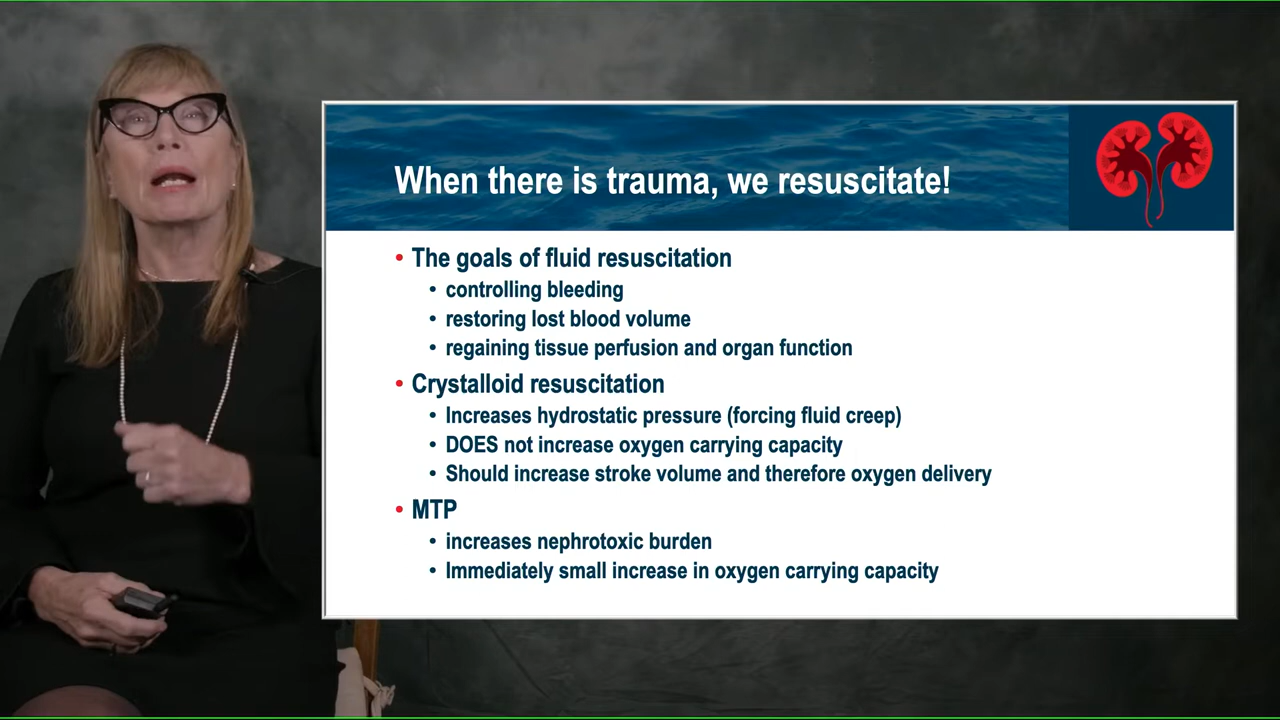 When there is trauma, we resuscitate!
• The goals of fluid resuscitation
• controlling bleeding
• restoring lost blood volume
• regaining tissue perfusion and organ function
• Crystalloid resuscitation
• Increases hydrostatic pressure (forcing fluid creep)
• DOES not increase oxygen carrying capacity
• Should increase stroke volume and therefore oxygen delivery
• MTP
• increases nephrotoxic burden
• Immediately small increase in oxygen carrying capacity